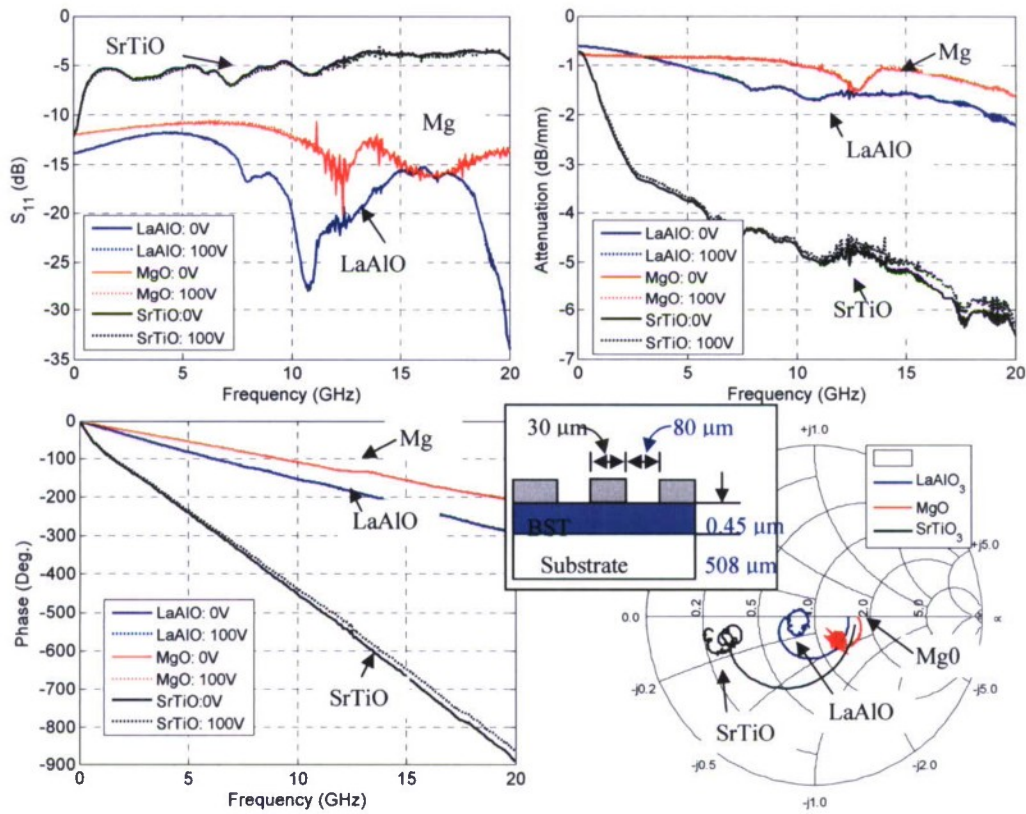 0
-5
-10
-15
-20
-25
-30
-35
S11 (dB)
SrTiO
Mg
LaAlO
LaAlO: 0V
LaAlO: 100V
MgO: 0V
MgO: 100V
SrTiO:0V
SrTiO: 100V
0 5 10 15 20
Frequency (GHz)
0
-1
-2
-3
-4
-5
-6
-7
Attenuation (dB/mm)
Mg
LaAlO
SrTiO
LaAlO: 0V
LaAlO: 100V
MgO: 0V
MgO: 100V
SrTiO:0V
SrTiO: 100V
0 5 10 15 20
Frequency (GHz)
0
-100
-200
-300
-400
-500
-600
-700
-800
-900
Phase (Deg.)
Mg
LaAlO
SrTiO
LaAlO: 0V
LaAlO: 100V
MgO: 0V
MgO: 100V
SrTiO:0V
SrTiO: 100V
0 5 10 15 20
Frequency (GHz)
30 μm
80 μm
BST
0.45 μm
Substrate
508 μm
+j1.0
LaAlO3
MgO
SrTiO3
+j5.0
0.0
0.2
1.0
2.0
5.0
∞
Mg0
LaAlO
SrTiO
-j0.2
-j0.5
-j1.0
-j2.0
-j5.0